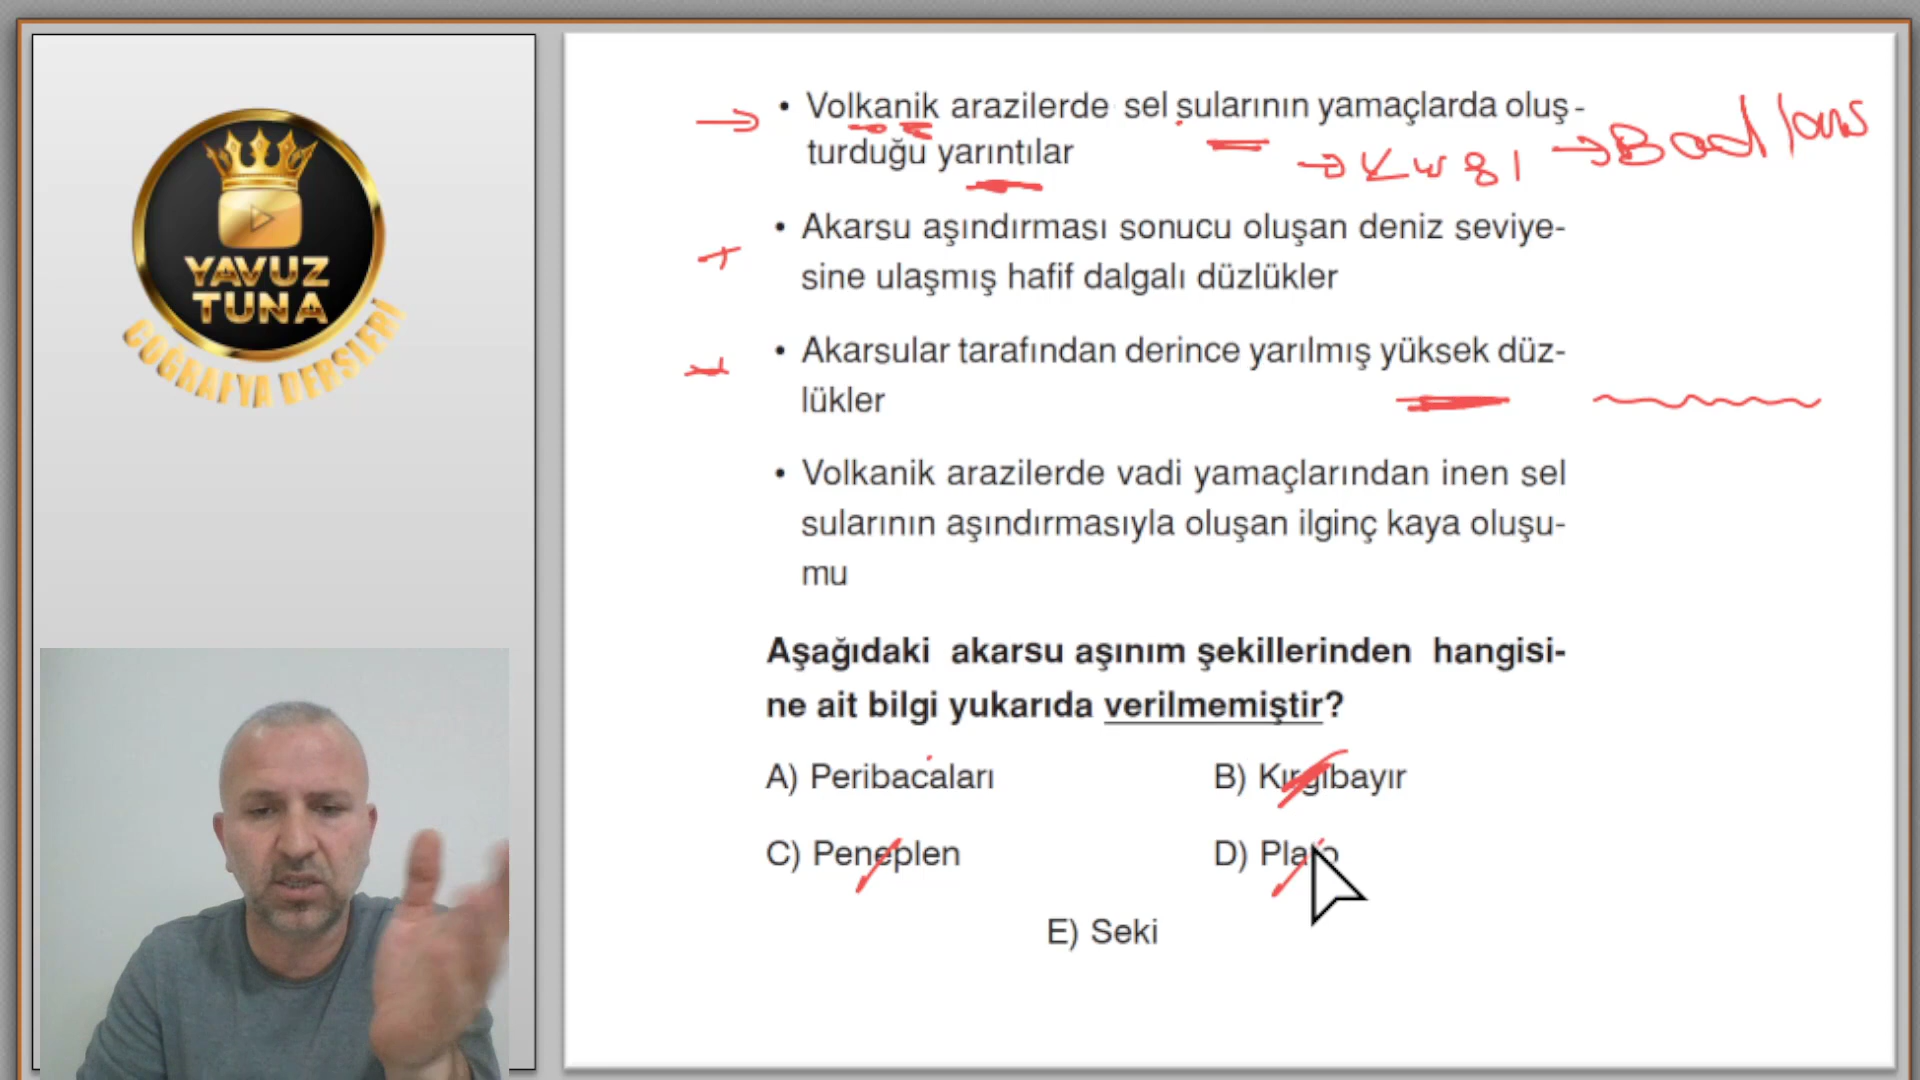 YAVUZ
TUNA
COĞRAFYA DERSLERİ
• Volkanik arazilerde sel sularının yamaçlarda oluş-
turduğu yarıntılar
→ Kırgı → Badlans
• Akarsu aşındırması sonucu oluşan deniz seviye-
sine ulaşmış hafif dalgalı düzlükler
• Akarsular tarafından derince yarılmış yüksek düz-
lükler
• Volkanik arazilerde vadi yamaçlarından inen sel
sularının aşındırmasıyla oluşan ilginç kaya oluşu-
mu
Aşağıdaki akarsu aşınım şekillerinden hangisi-
ne ait bilgi yukarıda verilmemiştir?
A) Peribacaları
B) Kırgıbayır
C) Peneplen
D) Plato
E) Seki